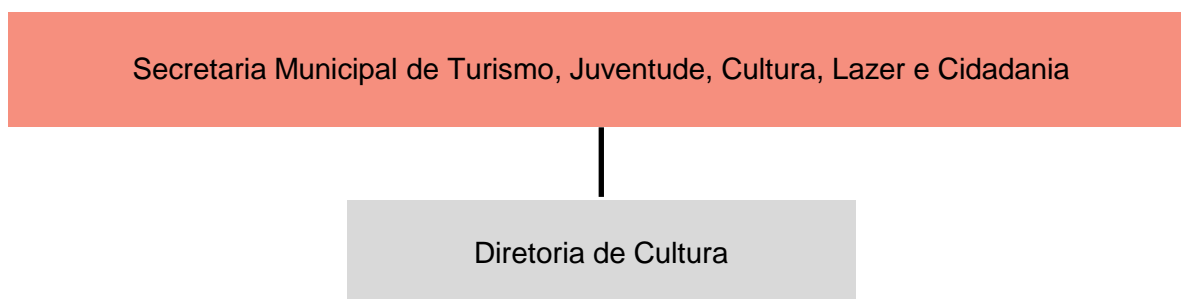 Secretaria Municipal de Turismo, Juventude, Cultura, Lazer e Cidadania
Diretoria de Cultura